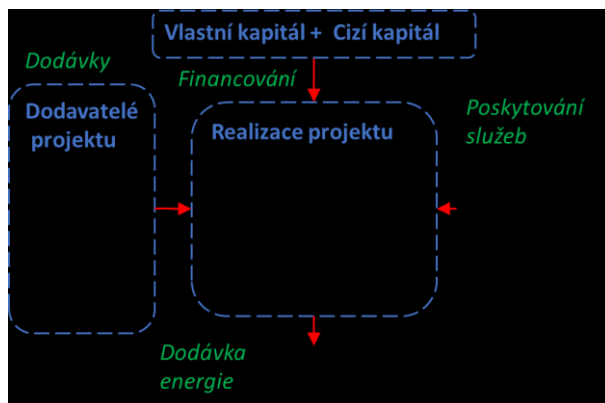 Vlastní kapitál + Cizí kapitál
Dodávky
Financování
Dodavatelé
projektu
Realizace projektu
Poskytování
služeb
Dodávka
energie